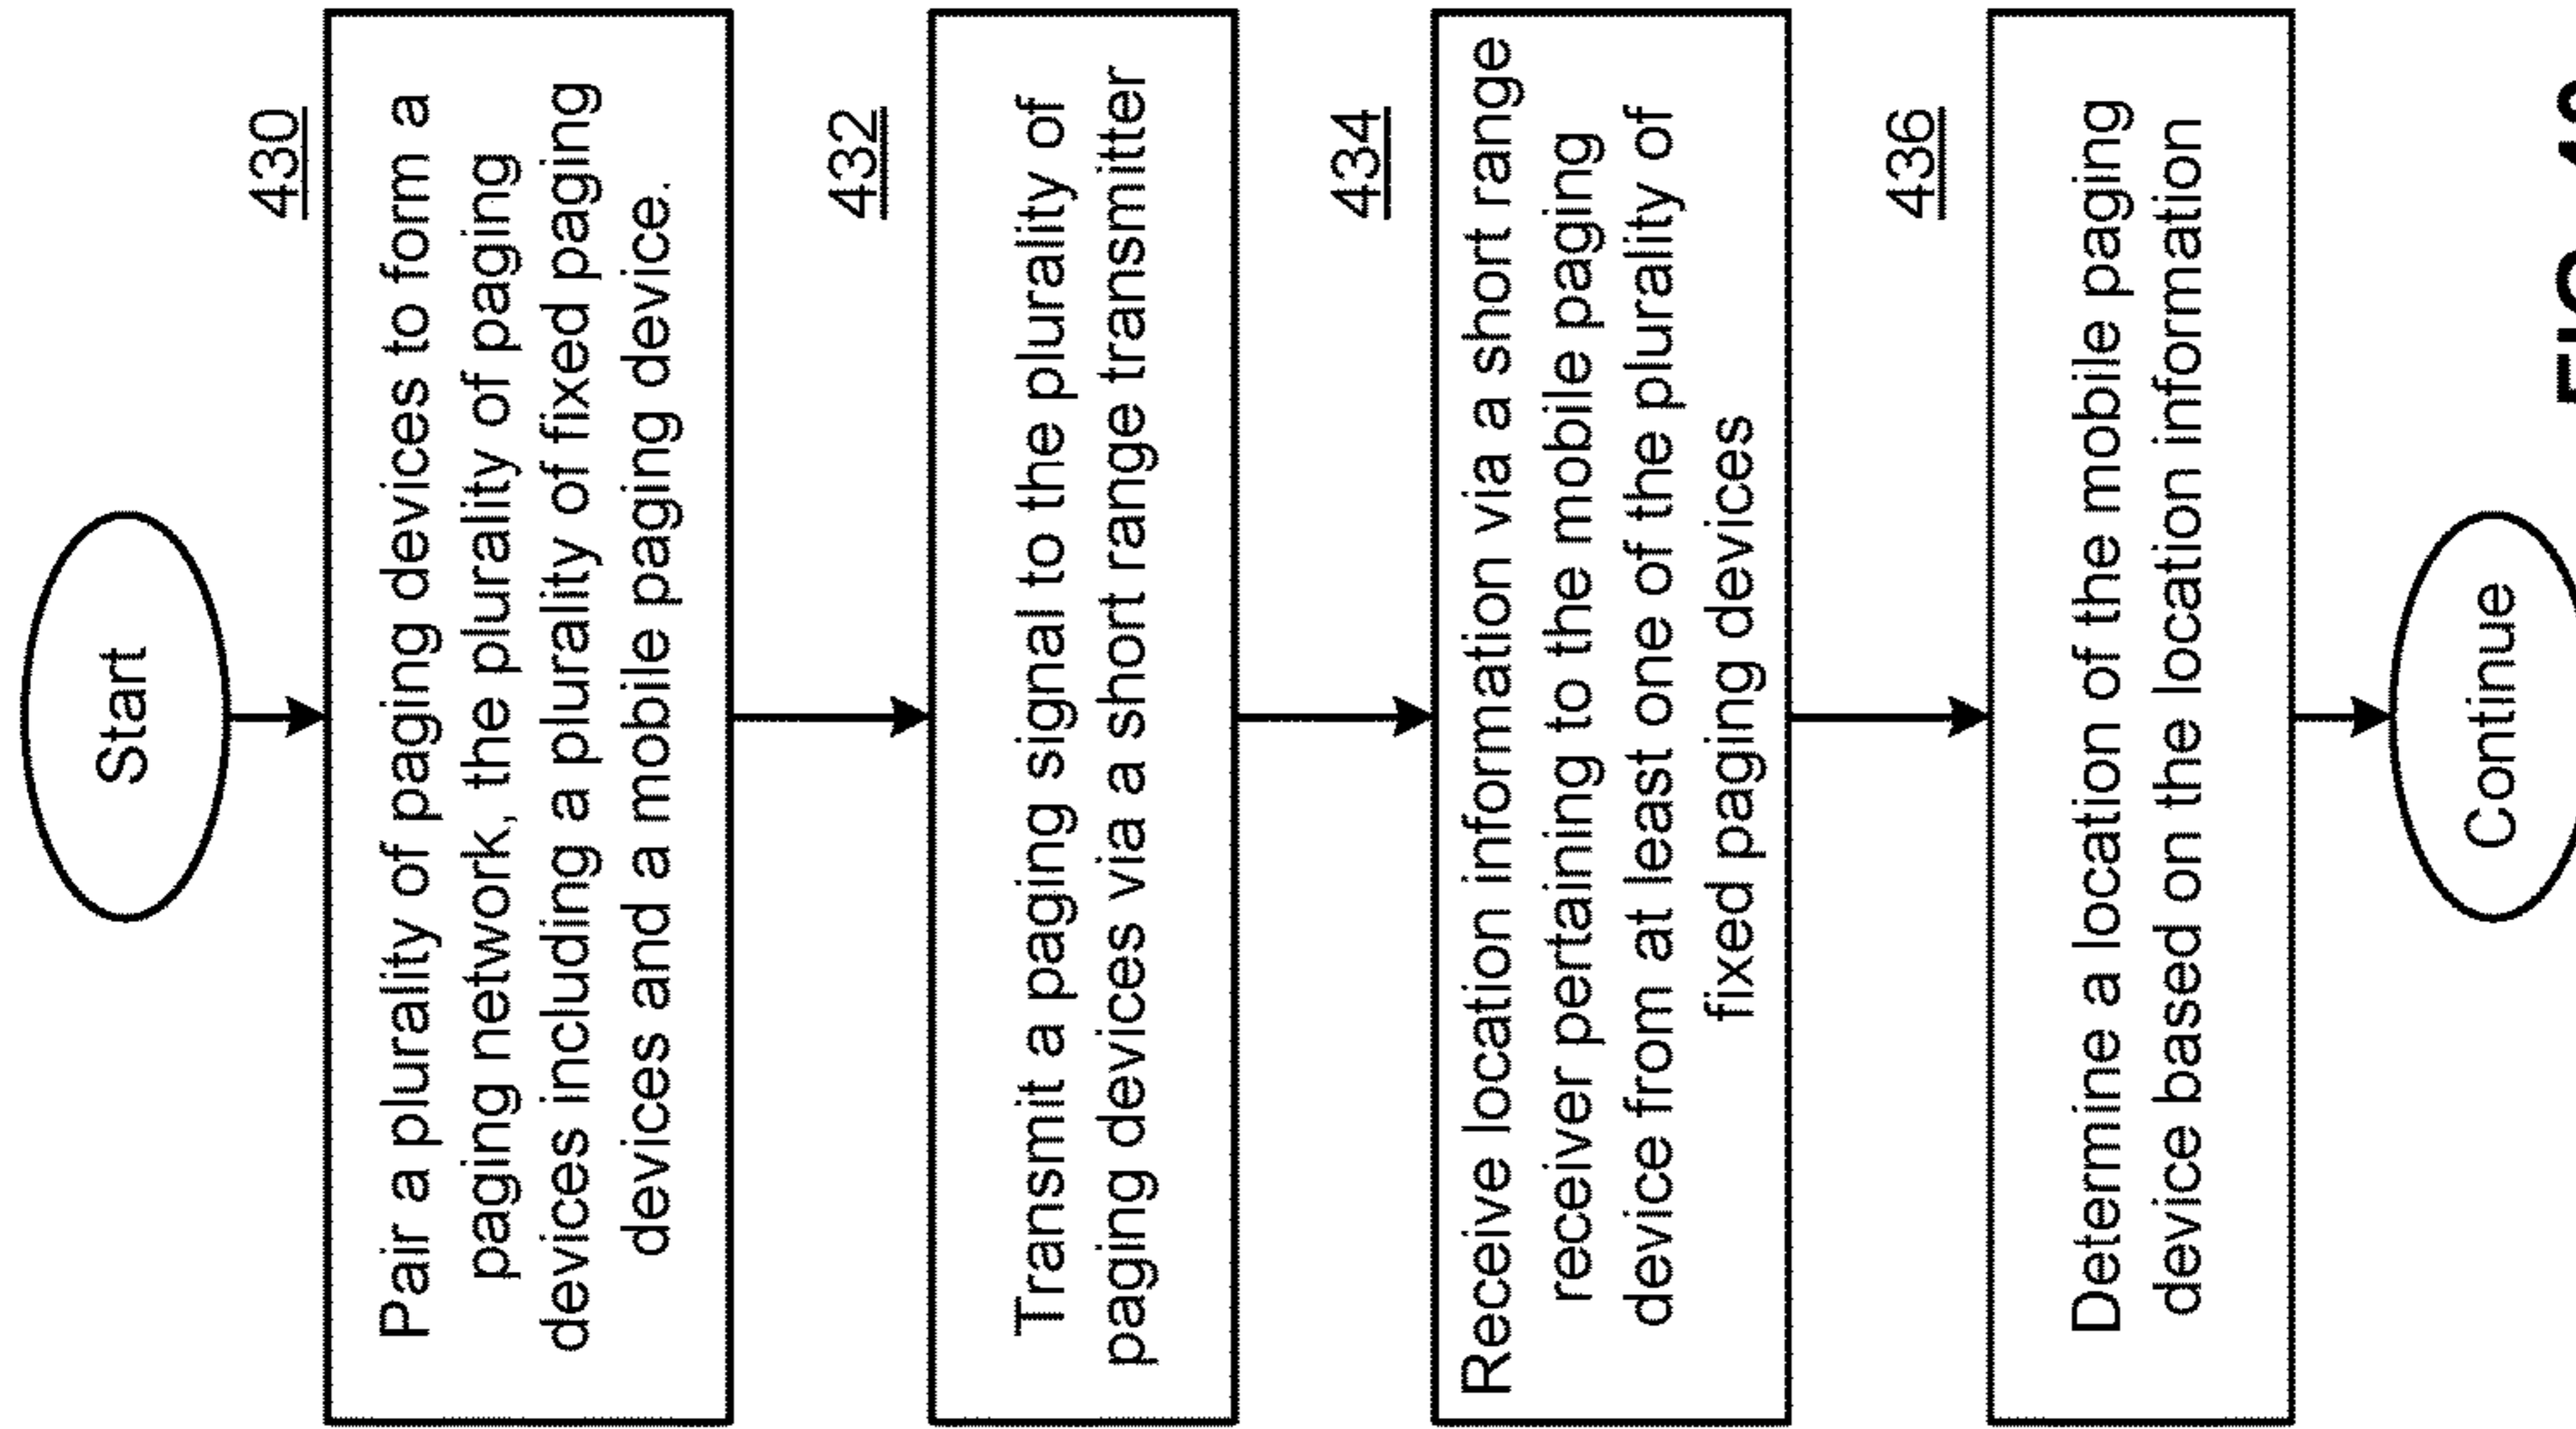 Start
430
Pair a plurality of paging devices to form a
paging network, the plurality of paging
devices including a plurality of fixed paging
devices and a mobile paging device.
432
Transmit a paging signal to the plurality of
paging devices via a short range transmitter
434
Receive location information via a short range
receiver pertaining to the mobile paging
device from at least one of the plurality of
fixed paging devices
436
Determine a location of the mobile paging
device based on the location information
Continue